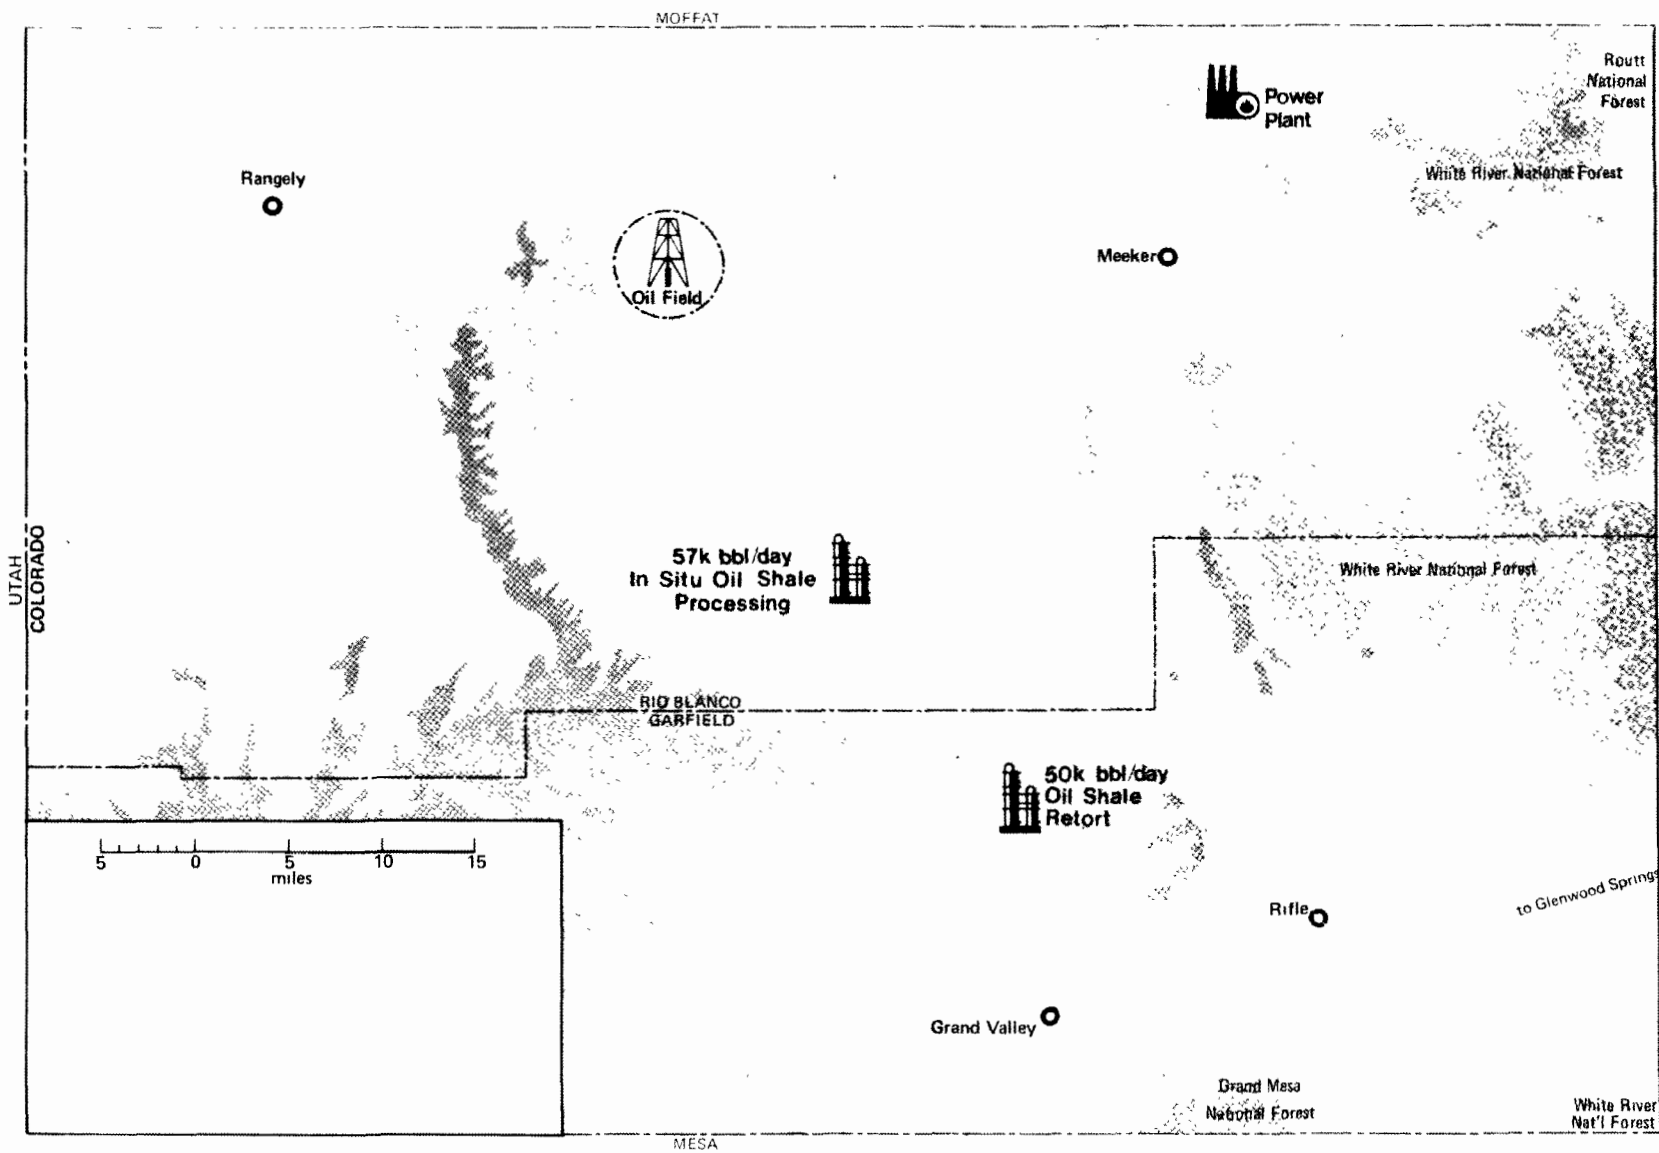 MOFFAT
Routt
National
Forest
Power
Plant
White River National Forest
Rangely
Meeker
Oil Field
UTAH
COLORADO
57k bbl/day
In Situ Oil Shale
Processing
White River National Forest
RIO BLANCO
GARFIELD
50k bbl/day
Oil Shale
Retort
5 0 5 10 15
miles
to Glenwood Springs
Rifle
Grand Valley
Grand Mesa
National Forest
White River
Nat'l Forest
MESA